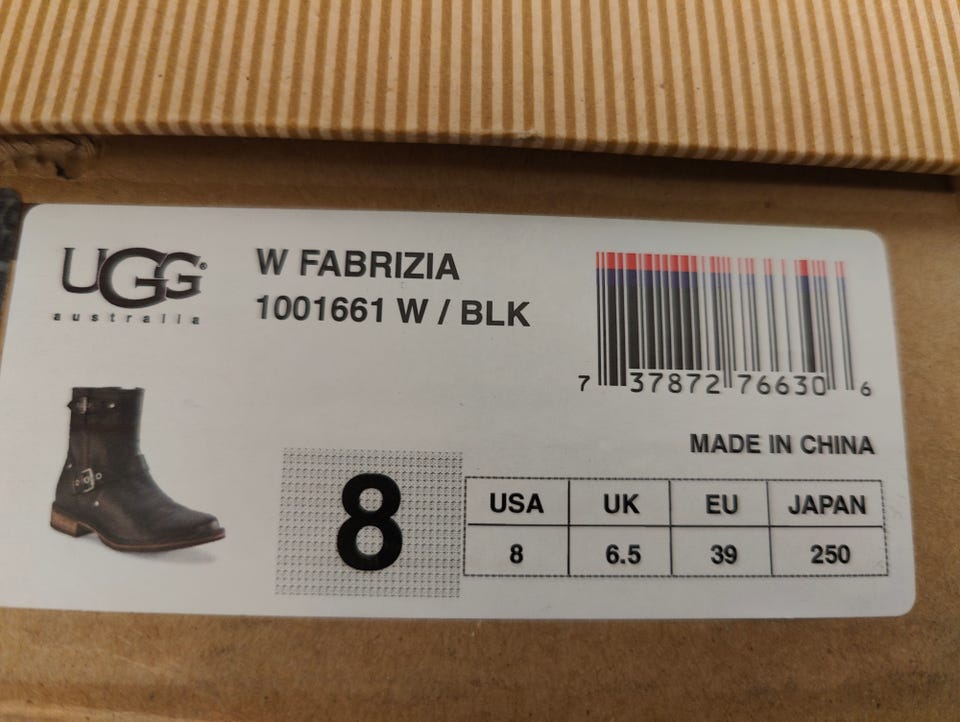 UGG®
australia
W FABRIZIA
1001661 W / BLK
7 37872 76630 6
MADE IN CHINA
8
USA UK EU JAPAN
8 6.5 39 250